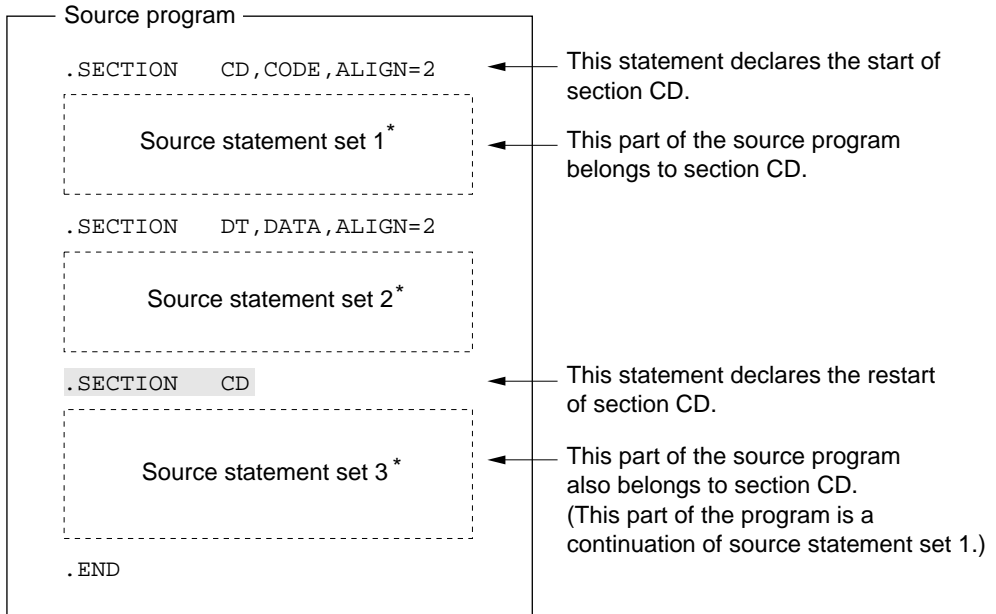 Source program
.SECTION CD,CODE,ALIGN=2
This statement declares the start of
section CD.
Source statement set 1*
This part of the source program
belongs to section CD.
.SECTION DT,DATA,ALIGN=2
Source statement set 2*
.SECTION CD
This statement declares the restart
of section CD.
Source statement set 3*
This part of the source program
also belongs to section CD.
(This part of the program is a
continuation of source statement set 1.)
.END